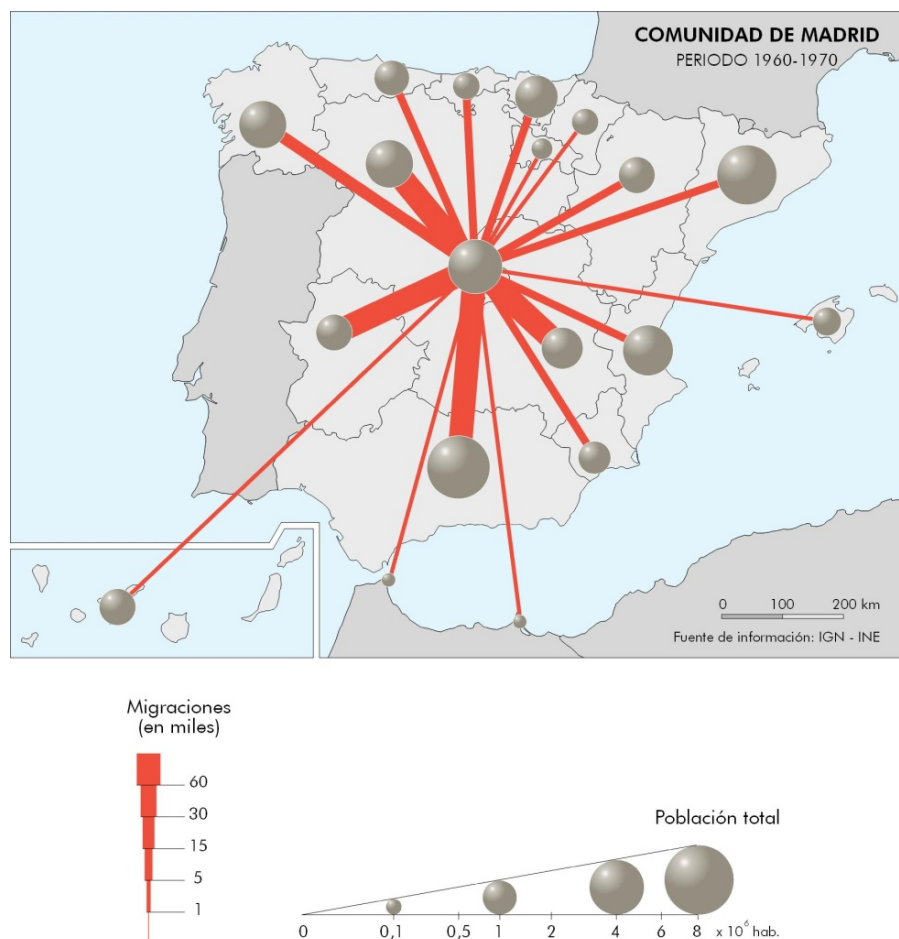 COMUNIDAD DE MADRID
PERIODO 1960-1970
0 100 200 km
Fuente de información: IGN - INE
Migraciones
(en miles)
60
30
15
5
1
Población total
0 0,1 0,5 1 2 4 6 8 x 10⁶ hab.